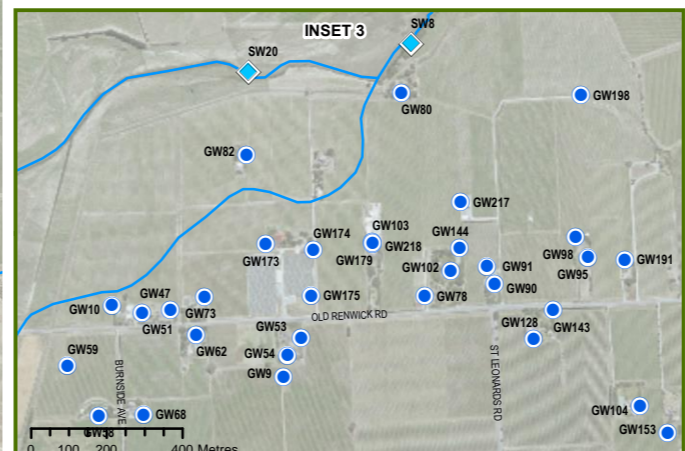 INSET 3
SW8
SW20
GW80
GW198
GW82
GW217
GW103
GW174
GW144
GW218
GW98
GW173
GW179
GW102
GW91
GW95
GW191
GW90
GW47
GW175
GW78
GW10
GW51
GW73
OLD RENWICK RD
GW143
GW53
GW128
GW62
GW54
GW59
GW9
BURNSIDE AVE
ST LEONARDS RD
GW104
GW68
GW58
GW153
0 100 200 400 Metres